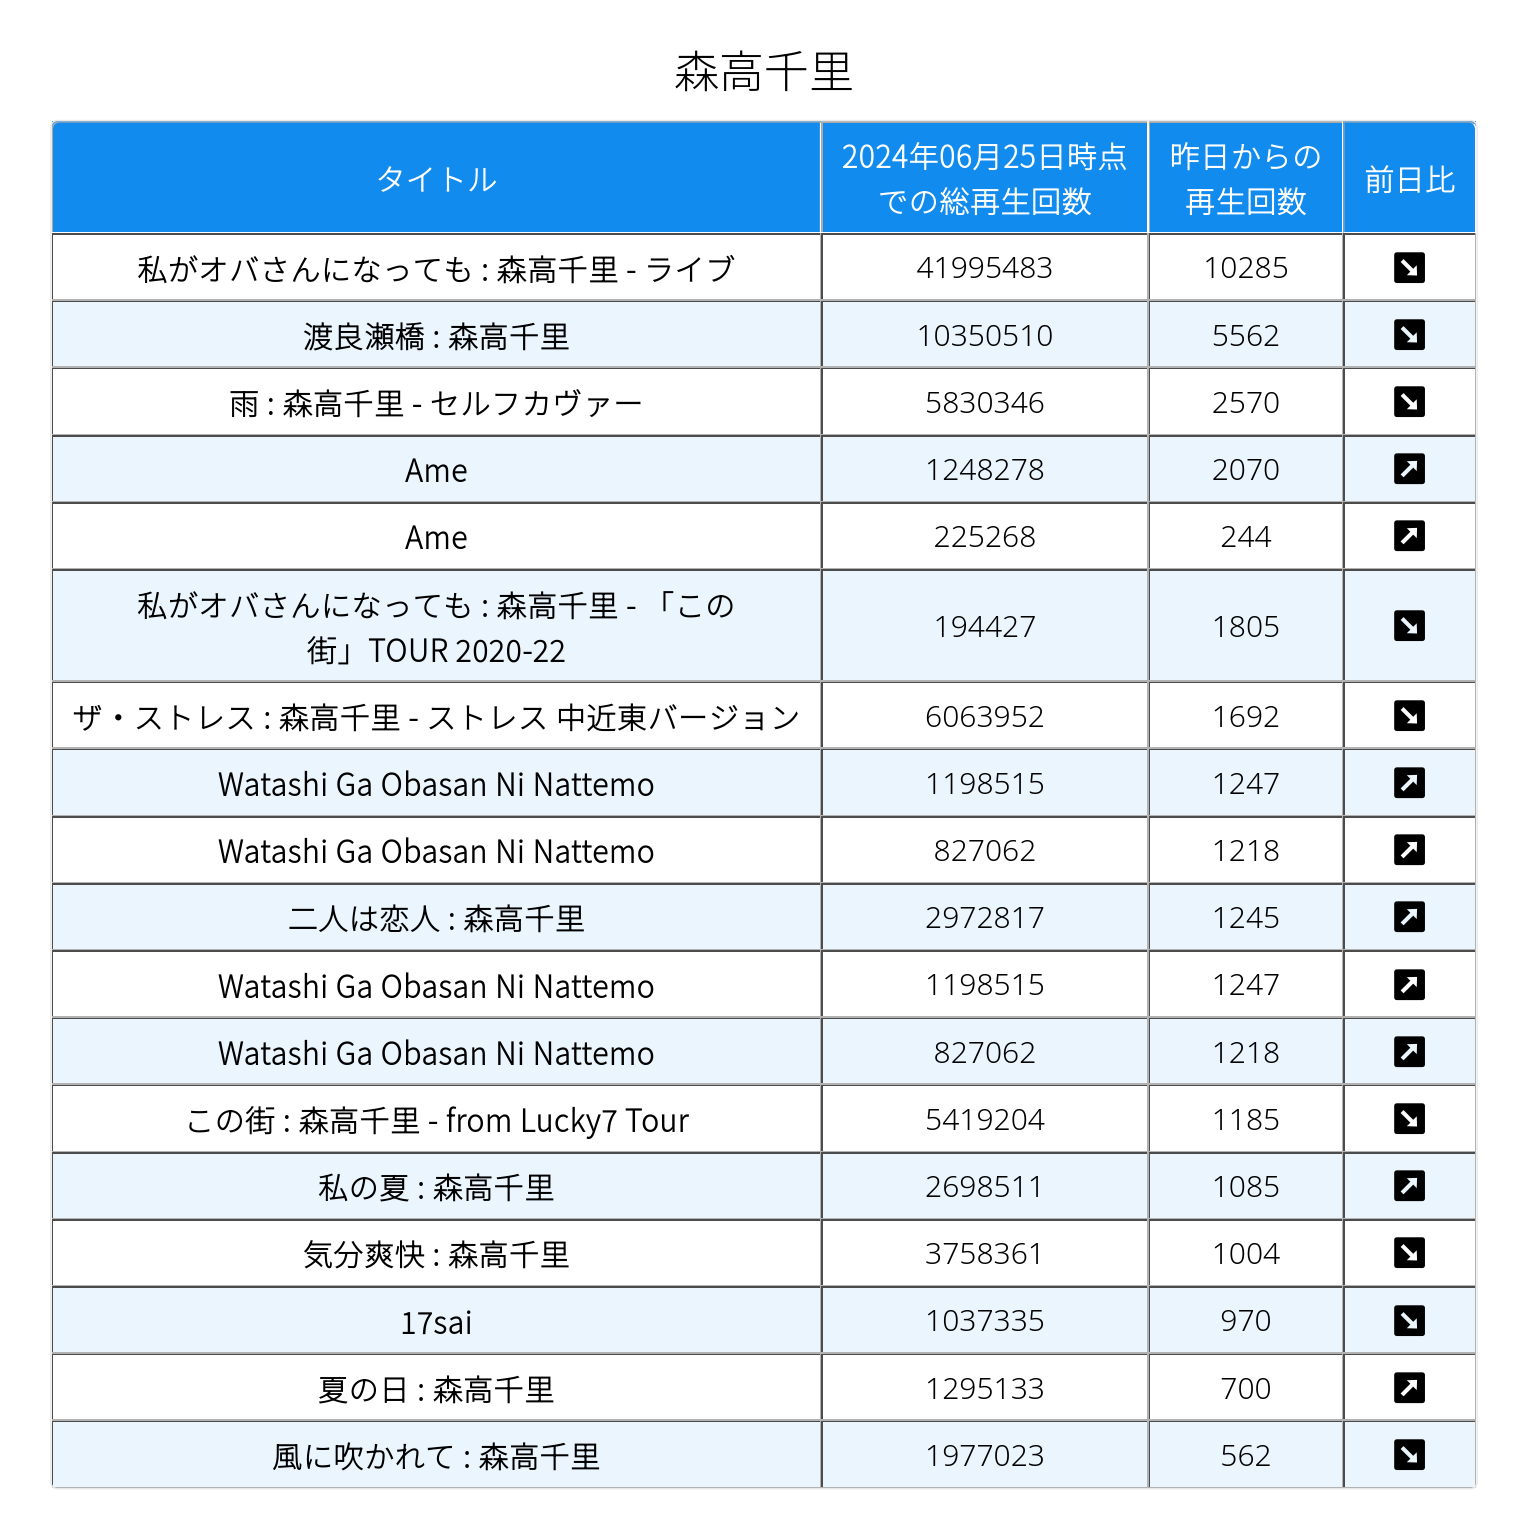 森高千里
タイトル
2024年06月25日時点
での総再生回数
昨日からの
再生回数
前日比
私がオバさんになっても : 森高千里 - ライブ 41995483 10285 ↘
渡良瀬橋 : 森高千里 10350510 5562 ↘
雨 : 森高千里 - セルフカヴァー 5830346 2570 ↘
Ame 1248278 2070 ↗
Ame 225268 244 ↗
私がオバさんになっても : 森高千里 - 「この
街」TOUR 2020-22 194427 1805 ↘
ザ・ストレス : 森高千里 - ストレス 中近東バージョン 6063952 1692 ↘
Watashi Ga Obasan Ni Nattemo 1198515 1247 ↗
Watashi Ga Obasan Ni Nattemo 827062 1218 ↗
二人は恋人 : 森高千里 2972817 1245 ↗
Watashi Ga Obasan Ni Nattemo 1198515 1247 ↗
Watashi Ga Obasan Ni Nattemo 827062 1218 ↗
この街 : 森高千里 - from Lucky7 Tour 5419204 1185 ↘
私の夏 : 森高千里 2698511 1085 ↗
気分爽快 : 森高千里 3758361 1004 ↘
17sai 1037335 970 ↘
夏の日 : 森高千里 1295133 700 ↗
風に吹かれて : 森高千里 1977023 562 ↘